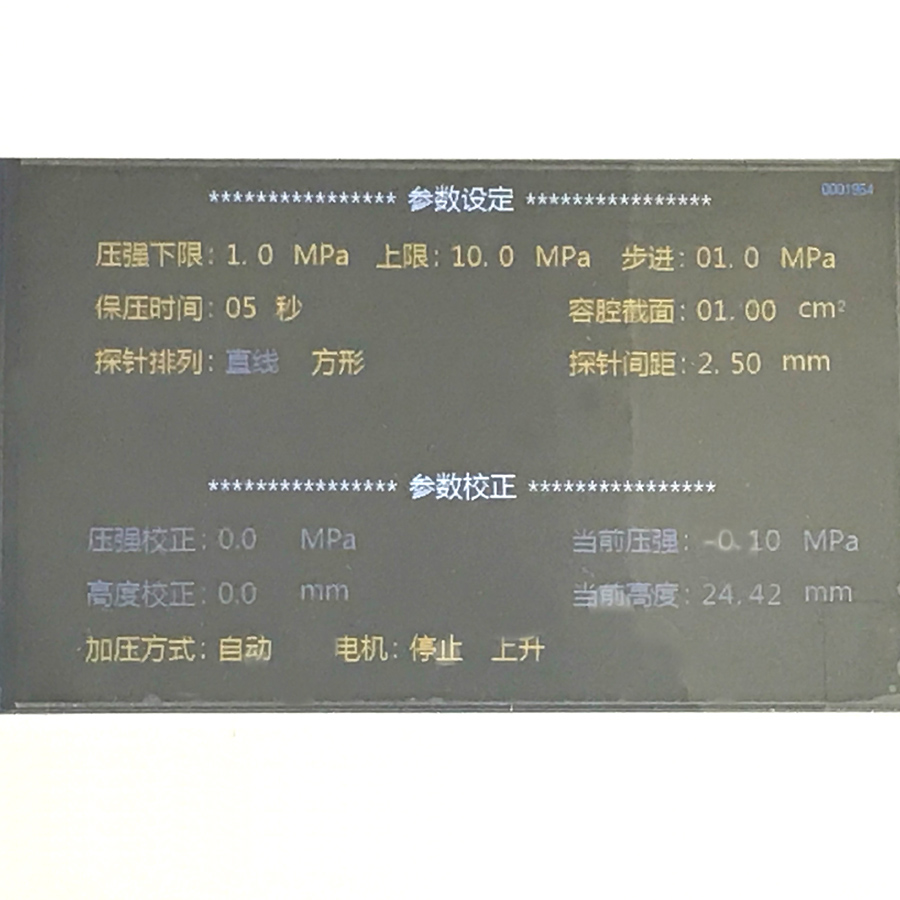 **************** 参数设定 **************** 0001954
压强下限: 1.0 MPa 上限: 10.0 MPa 步进: 01.0 MPa
保压时间: 05 秒 容腔截面: 01.00 cm²
探针排列: 直线 方形 探针间距: 2.50 mm
**************** 参数校正 ****************
压强校正: 0.0 MPa 当前压强: -0.10 MPa
高度校正: 0.0 mm 当前高度: 24.42 mm
加压方式: 自动 电机: 停止 上升